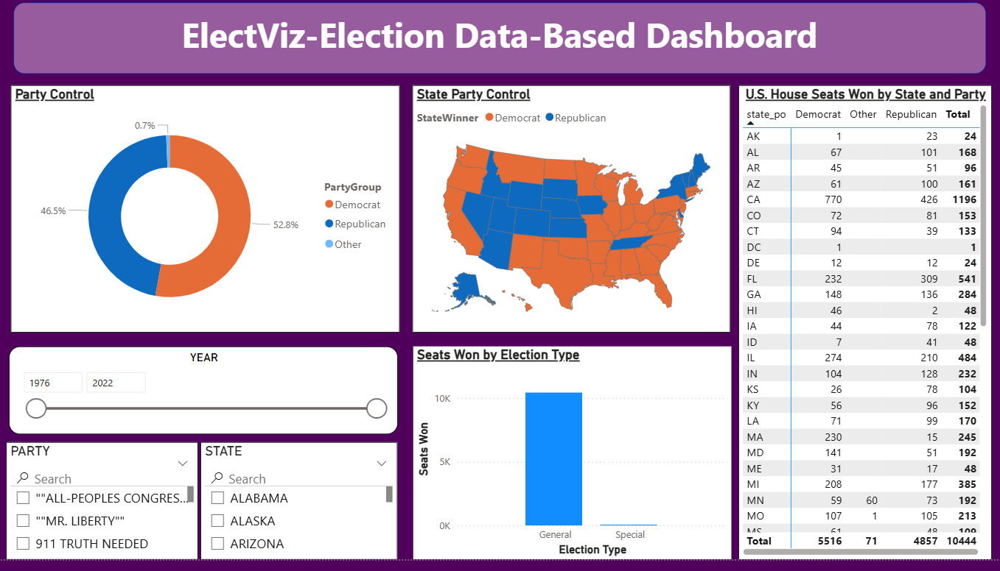 ElectViz-Election Data-Based Dashboard
Party Control
0.7%
46.5%
52.8%
PartyGroup
Democrat
Republican
Other
State Party Control
StateWinner Democrat Republican
U.S. House Seats Won by State and Party
state_po Democrat Other Republican Total
AK 1 23 24
AL 67 101 168
AR 45 51 96
AZ 61 100 161
CA 770 426 1196
CO 72 81 153
CT 94 39 133
DC 1 1
DE 12 12 24
FL 232 309 541
GA 148 136 284
HI 46 2 48
IA 44 78 122
ID 7 41 48
IL 274 210 484
IN 104 128 232
KS 26 78 104
KY 56 96 152
LA 71 99 170
MA 230 15 245
MD 141 51 192
ME 31 17 48
MI 208 177 385
MN 59 60 73 192
MO 107 1 105 213
MS 61 48 109
Total 5516 71 4857 10444
YEAR
1976 2022
PARTY
Search
""ALL-PEOPLES CONGRES...
""MR. LIBERTY""
911 TRUTH NEEDED
STATE
Search
ALABAMA
ALASKA
ARIZONA
Seats Won by Election Type
Seats Won
10K
5K
0K
General Special
Election Type